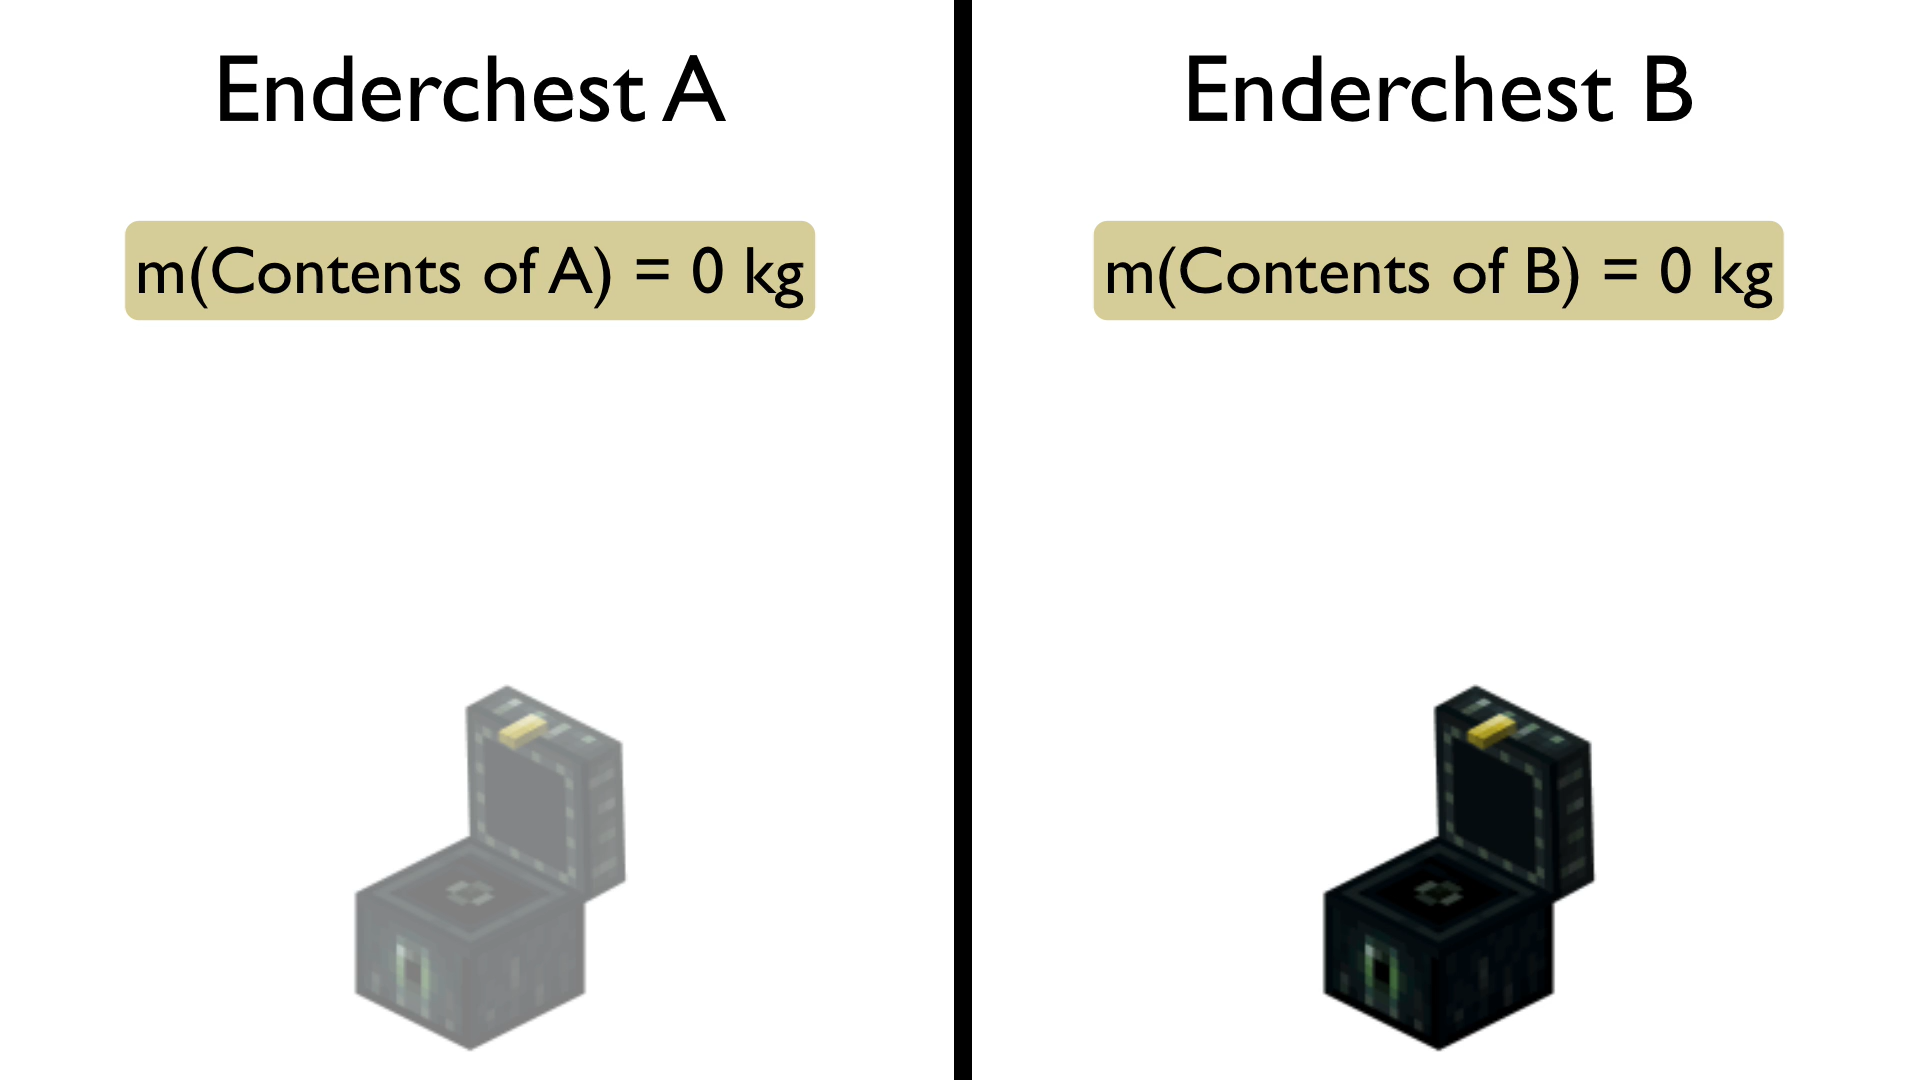 Enderchest A
m(Contents of A) = 0 kg
Enderchest B
m(Contents of B) = 0 kg